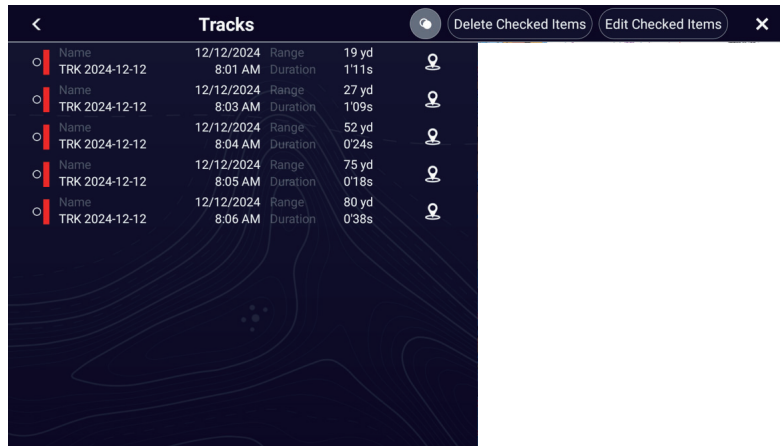 Tracks
Delete Checked Items
Edit Checked Items
Name 12/12/2024 Range 19 yd
TRK 2024-12-12 8:01 AM Duration 1'11s
Name 12/12/2024 Range 27 yd
TRK 2024-12-12 8:03 AM Duration 1'09s
Name 12/12/2024 Range 52 yd
TRK 2024-12-12 8:04 AM Duration 0'24s
Name 12/12/2024 Range 75 yd
TRK 2024-12-12 8:05 AM Duration 0'18s
Name 12/12/2024 Range 80 yd
TRK 2024-12-12 8:06 AM Duration 0'38s